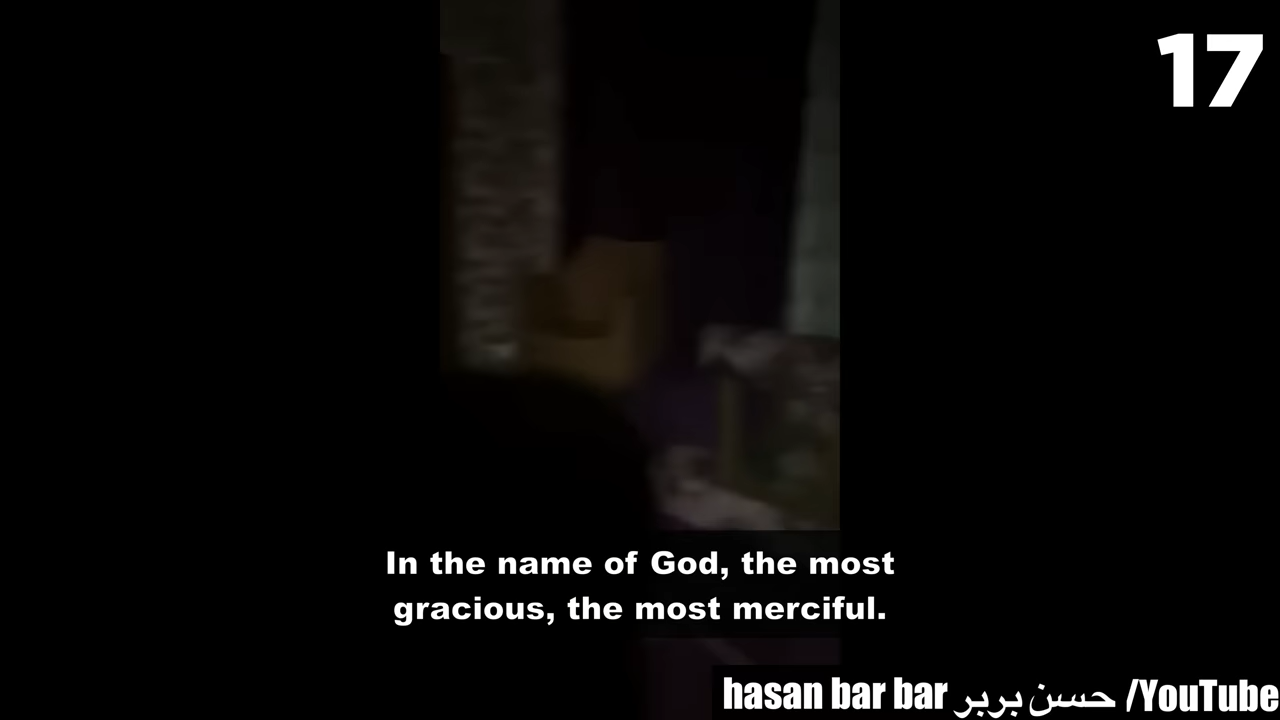 17
In the name of God, the most
gracious, the most merciful.
hasan bar bar حسن بربر /YouTube